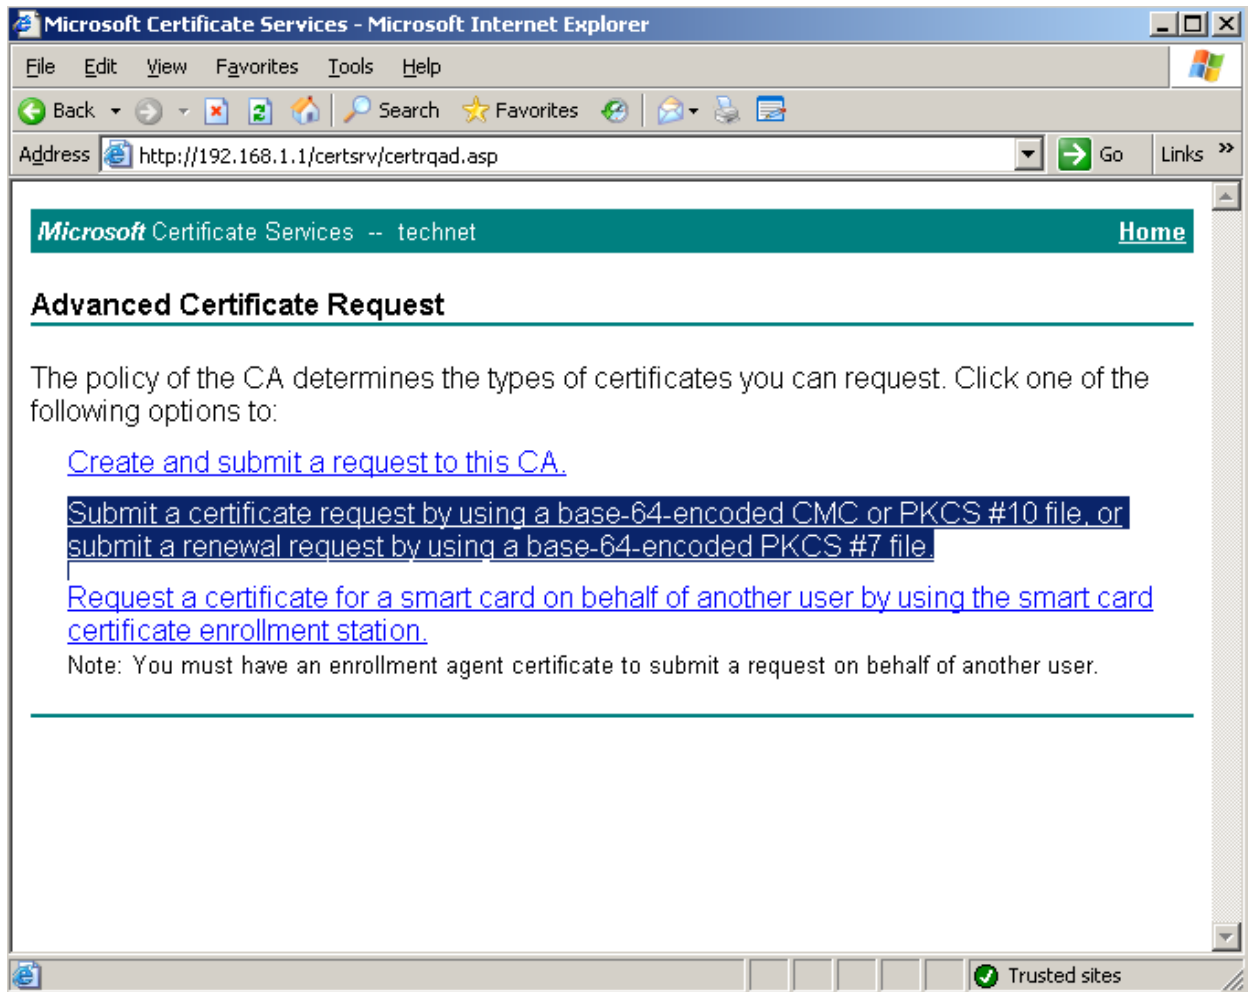 Microsoft Certificate Services - Microsoft Internet Explorer
File Edit View Favorites Tools Help
Back Search Favorites
Address http://192.168.1.1/certsrv/certrqad.asp Go Links »
Microsoft Certificate Services -- technet Home
Advanced Certificate Request
The policy of the CA determines the types of certificates you can request. Click one of the
following options to:
Create and submit a request to this CA.
Submit a certificate request by using a base-64-encoded CMC or PKCS #10 file, or
submit a renewal request by using a base-64-encoded PKCS #7 file.
Request a certificate for a smart card on behalf of another user by using the smart card
certificate enrollment station.
Note: You must have an enrollment agent certificate to submit a request on behalf of another user.
Trusted sites